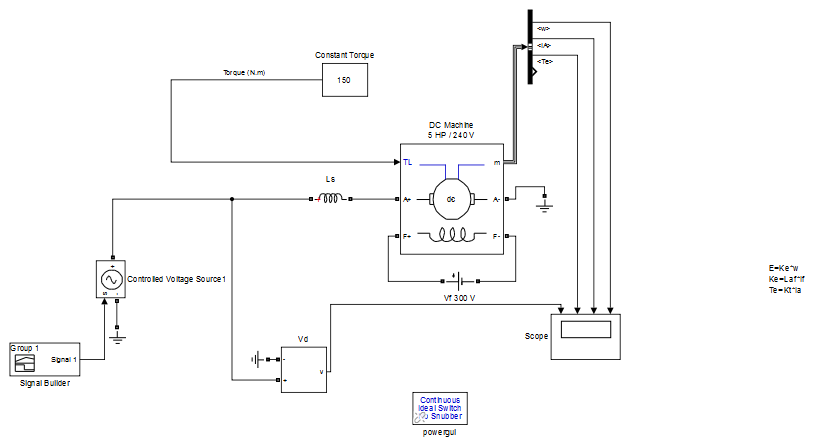 <w>
<iA>
<Te>
Constant Torque
150
Torque (N.m)
DC Machine
5 HP / 240 V
TL
m
Ls
A+
dc
A-
F+
F-
+
s
-
Controlled Voltage Source1
Vf 300 V
E=Ke*w
Ke=Laf*If
Te=Kt*Ia
Scope
Vd
-
+
v
Group 1
Signal 1
Signal Builder
Continuous
Ideal Switch
Snubber
powergui